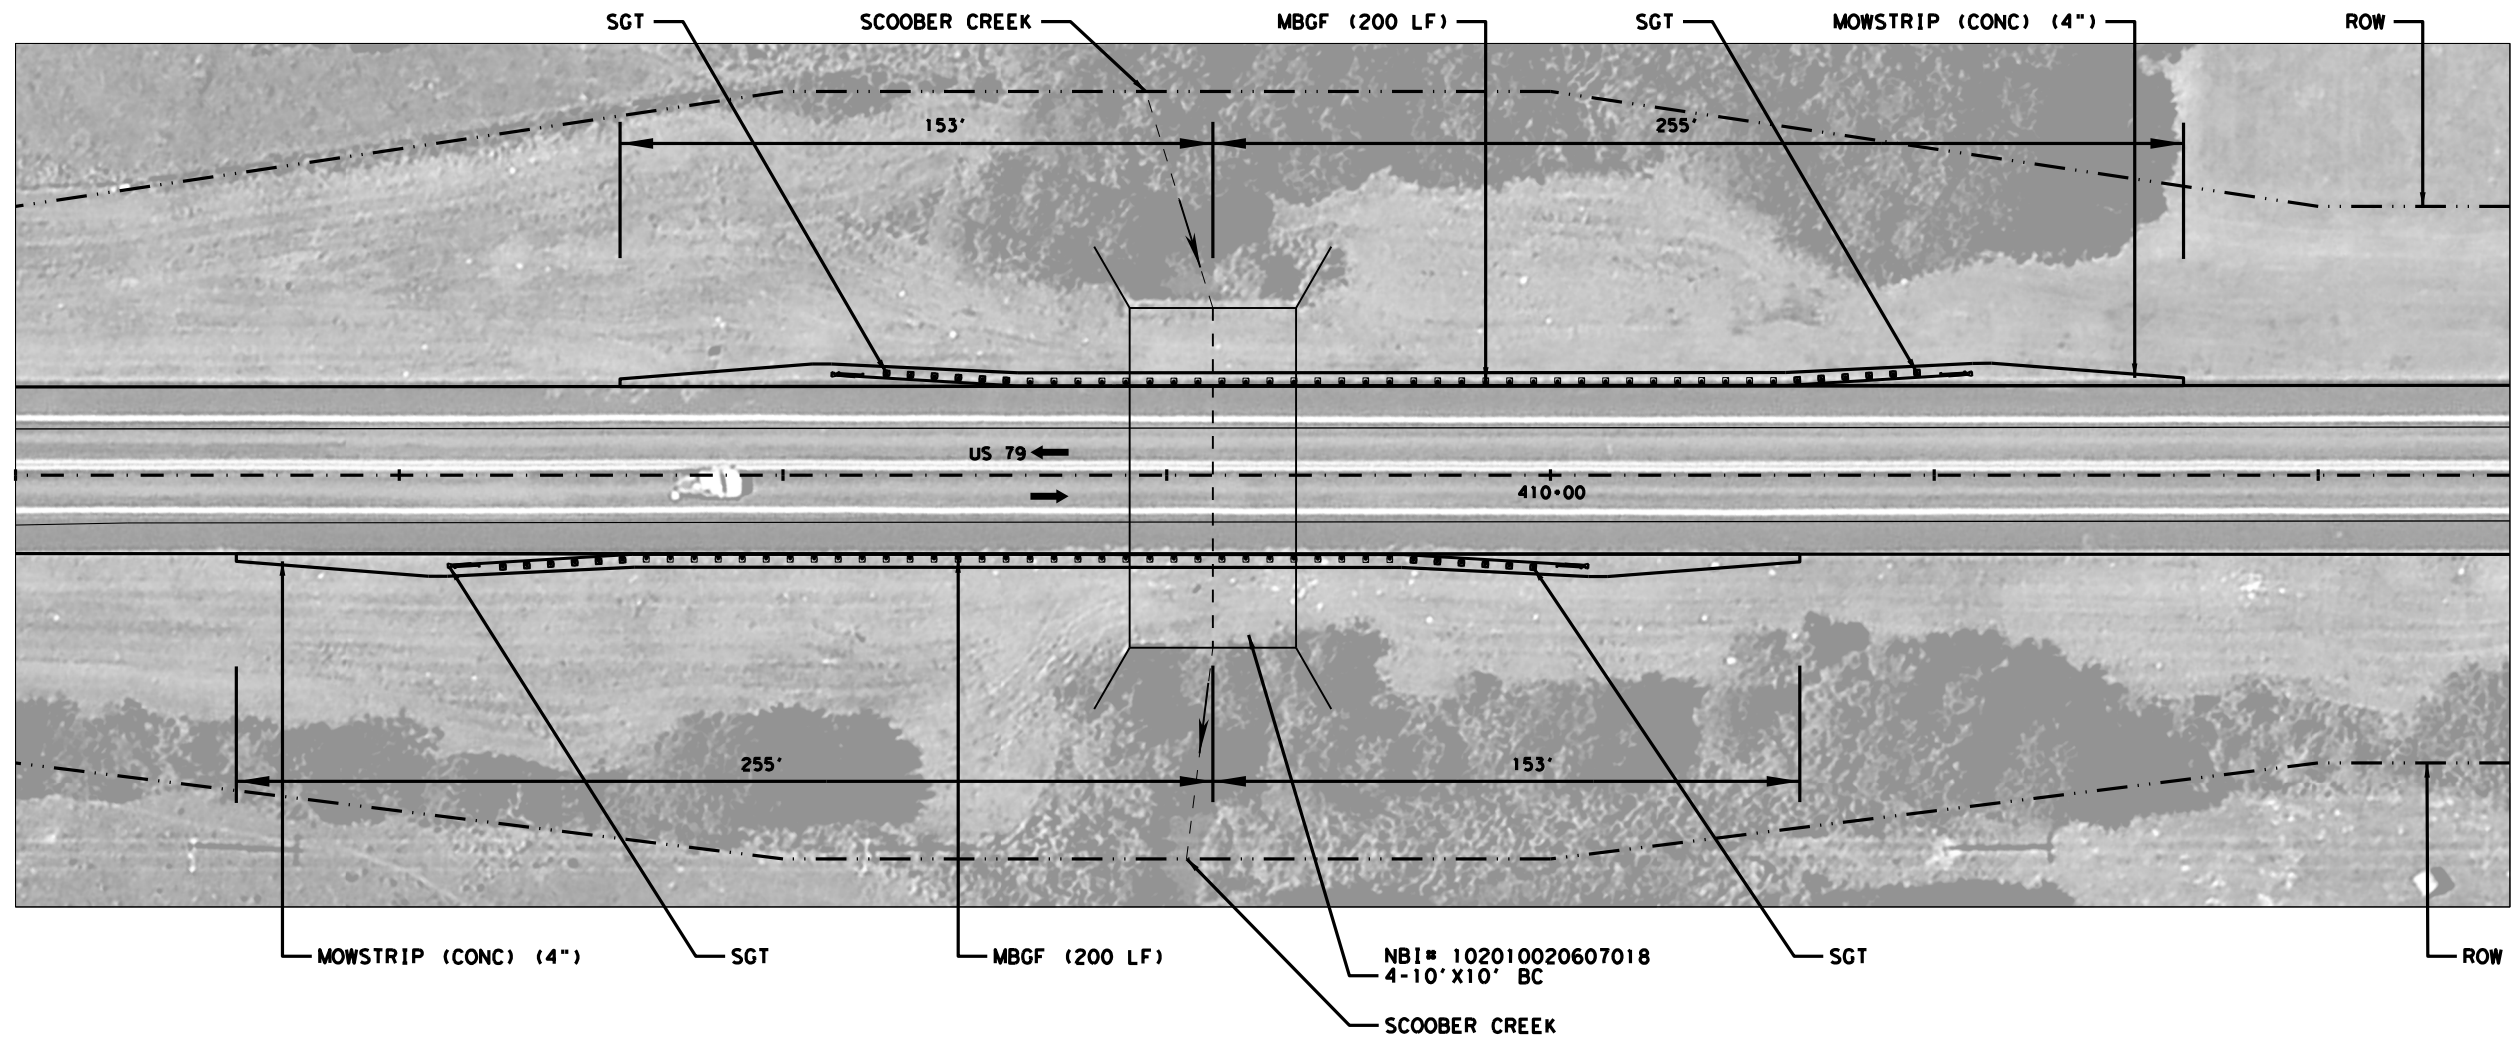 SGT
SCOOBER CREEK
MBGF (200 LF)
SGT
MOWSTRIP (CONC) (4")
ROW
153'
255'
US 79
410+00
255'
153'
MOWSTRIP (CONC) (4")
SGT
MBGF (200 LF)
NBI# 102010020607018
4-10'X10' BC
SGT
ROW
SCOOBER CREEK